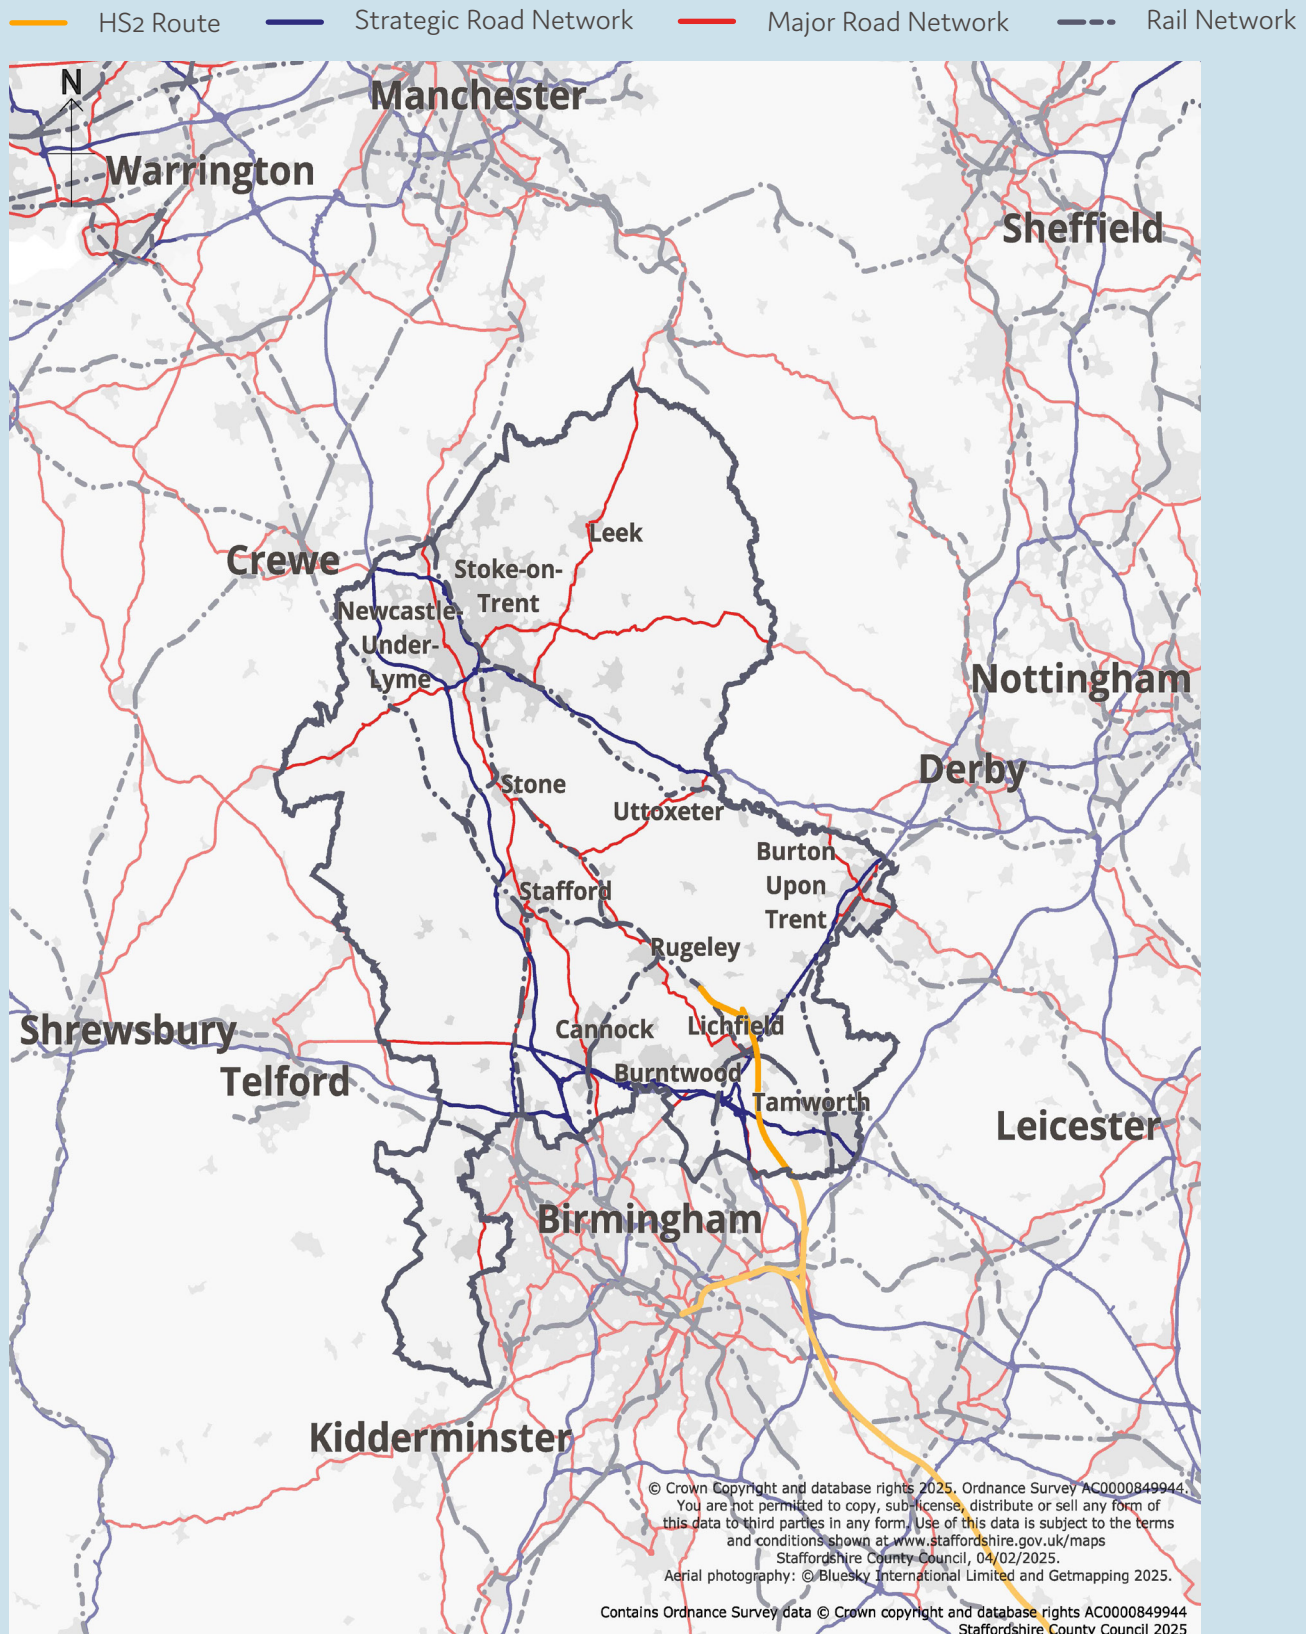 HS2 Route Strategic Road Network Major Road Network Rail Network
N
Manchester
Warrington
Sheffield
Leek
Crewe
Stoke-on-
Trent
Newcastle-
Under-
Lyme
Nottingham
Derby
Stone
Uttoxeter
Burton
Upon
Trent
Stafford
Rugeley
Shrewsbury
Cannock
Lichfield
Telford
Burntwood
Tamworth
Leicester
Birmingham
Kidderminster
© Crown Copyright and database rights 2025. Ordnance Survey AC0000849944.
You are not permitted to copy, sub-license, distribute or sell any form of
this data to third parties in any form. Use of this data is subject to the terms
and conditions shown at www.staffordshire.gov.uk/maps
Staffordshire County Council, 04/02/2025.
Aerial photography: © Bluesky International Limited and Getmapping 2025.
Contains Ordnance Survey data © Crown copyright and database rights AC0000849944
Staffordshire County Council 2025